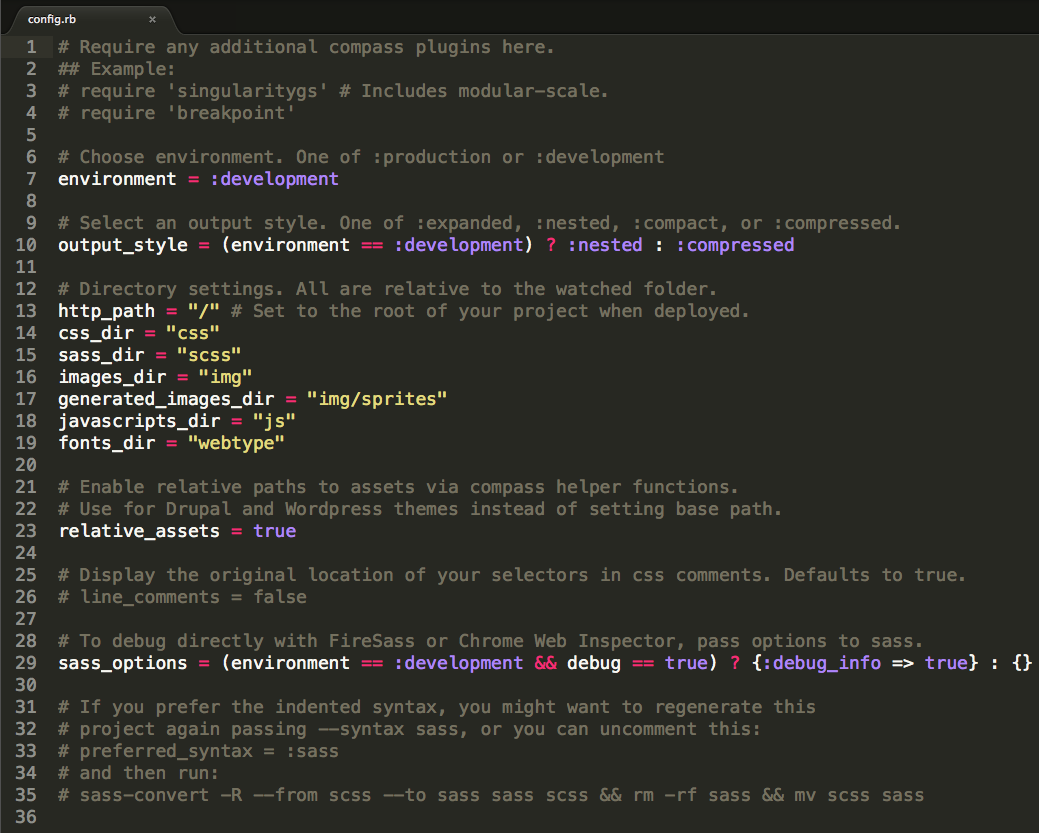 config.rb ×
1 # Require any additional compass plugins here.
2 ## Example:
3 # require 'singularitygs' # Includes modular-scale.
4 # require 'breakpoint'
5
6 # Choose environment. One of :production or :development
7 environment = :development
8
9 # Select an output style. One of :expanded, :nested, :compact, or :compressed.
10 output_style = (environment == :development) ? :nested : :compressed
11
12 # Directory settings. All are relative to the watched folder.
13 http_path = "/" # Set to the root of your project when deployed.
14 css_dir = "css"
15 sass_dir = "scss"
16 images_dir = "img"
17 generated_images_dir = "img/sprites"
18 javascripts_dir = "js"
19 fonts_dir = "webtype"
20
21 # Enable relative paths to assets via compass helper functions.
22 # Use for Drupal and Wordpress themes instead of setting base path.
23 relative_assets = true
24
25 # Display the original location of your selectors in css comments. Defaults to true.
26 # line_comments = false
27
28 # To debug directly with FireSass or Chrome Web Inspector, pass options to sass.
29 sass_options = (environment == :development && debug == true) ? {:debug_info => true} : {}
30
31 # If you prefer the indented syntax, you might want to regenerate this
32 # project again passing --syntax sass, or you can uncomment this:
33 # preferred_syntax = :sass
34 # and then run:
35 # sass-convert -R --from scss --to sass sass scss && rm -rf sass && mv scss sass
36